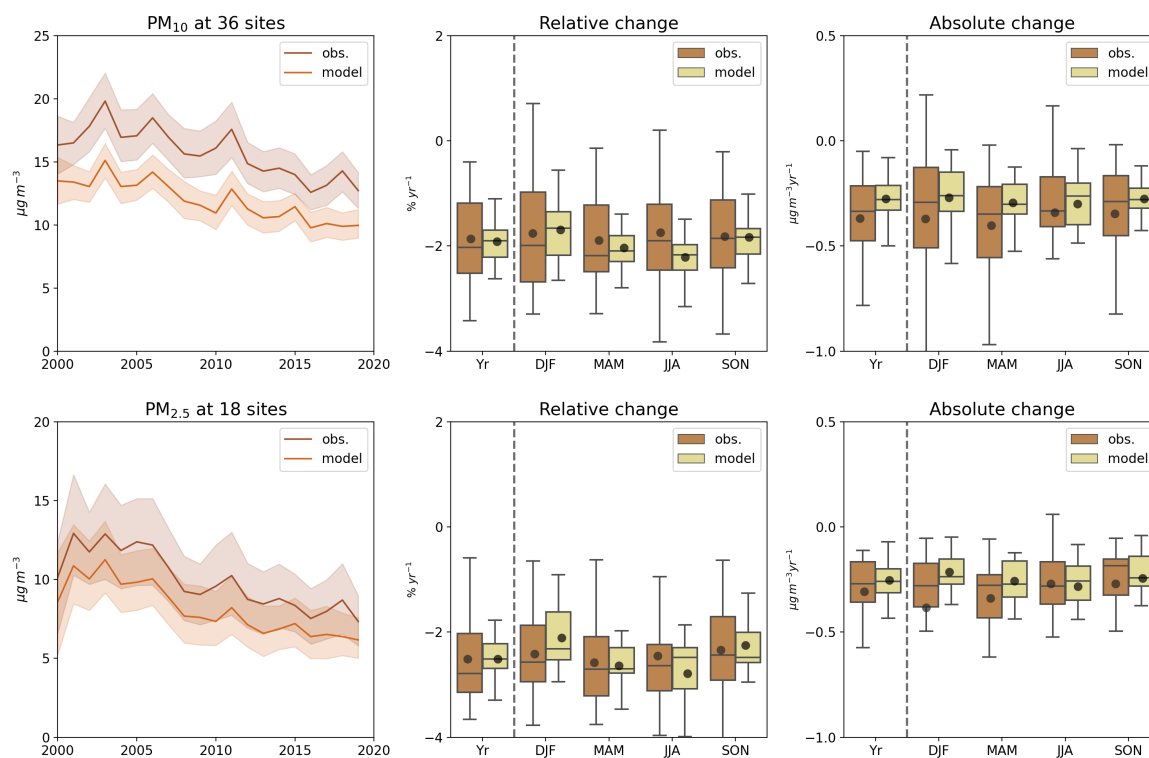 PM10 at 36 sites
Relative change
Absolute change
25
20
15
10
5
0
μg m−3
2000
2005
2010
2015
2020
obs.
model
2
0
−2
−4
% yr−1
Yr
DJF
MAM
JJA
SON
obs.
model
0.5
0.0
−0.5
−1.0
μg m−3yr−1
Yr
DJF
MAM
JJA
SON
obs.
model
PM2.5 at 18 sites
Relative change
Absolute change
20
15
10
5
0
μg m−3
2000
2005
2010
2015
2020
obs.
model
2
0
−2
−4
% yr−1
Yr
DJF
MAM
JJA
SON
obs.
model
0.5
0.0
−0.5
−1.0
μg m−3yr−1
Yr
DJF
MAM
JJA
SON
obs.
model